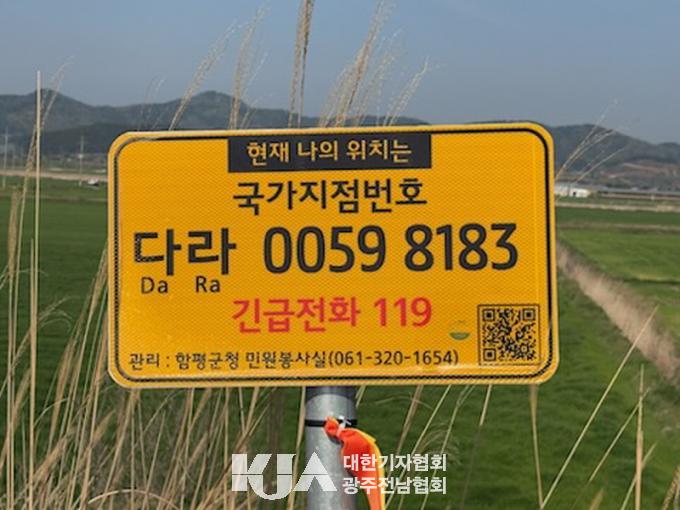 현재 나의 위치는
국가지점번호
다라 0059 8183
Da Ra
긴급전화 119
관리 : 함평군청 민원봉사실(061-320-1654)
KJA 대한기자협회
광주전남협회